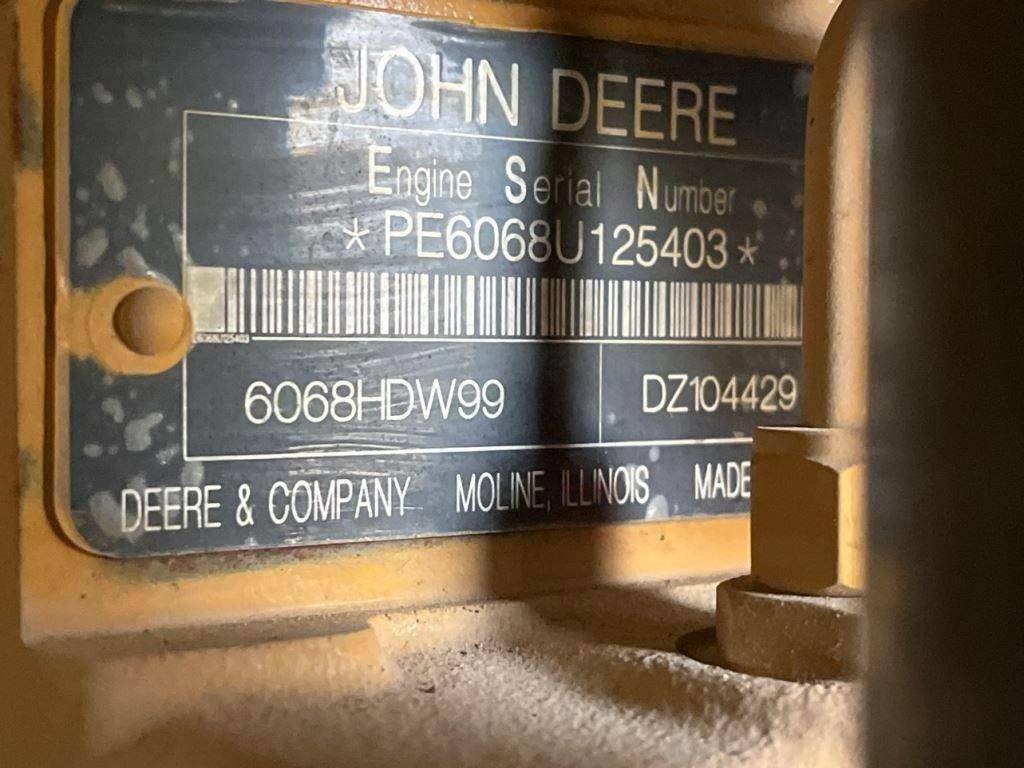 JOHN DEERE
Engine Serial Number
*PE6068U125403*
6068HDW99 DZ104429
DEERE & COMPANY MOLINE, ILLINOIS MADE